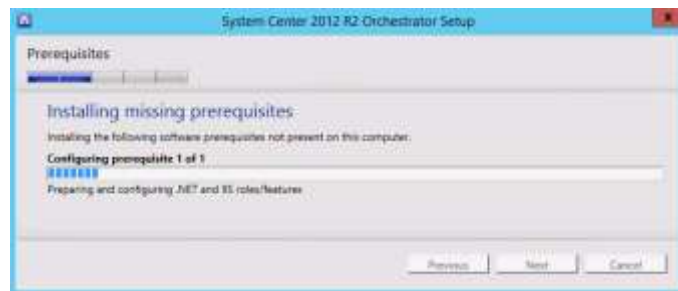 System Center 2012 R2 Orchestrator Setup
Prerequisites
Installing missing prerequisites
Installing the following software prerequisites not present on this computer.
Configuring prerequisite 1 of 1
Preparing and configuring .NET and IIS roles/features
Previous Next Cancel